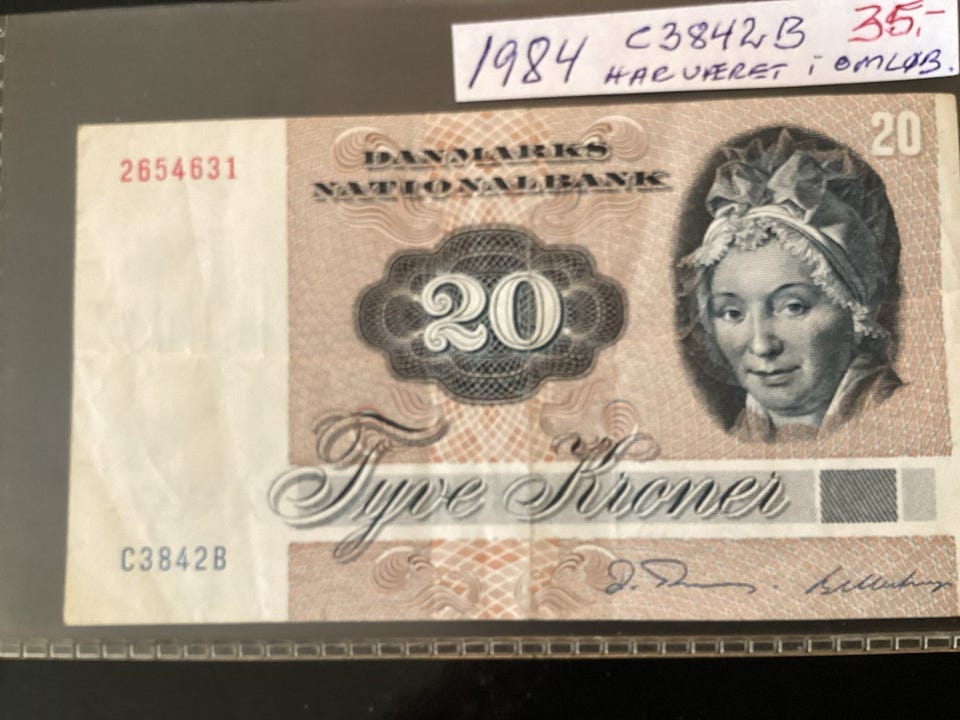 1984 C3842B 35,-
HAR VÆRET i OMLØB.
20
2654631
DANMARKS
NATIONALBANK
20
Tyve Kroner
C3842B